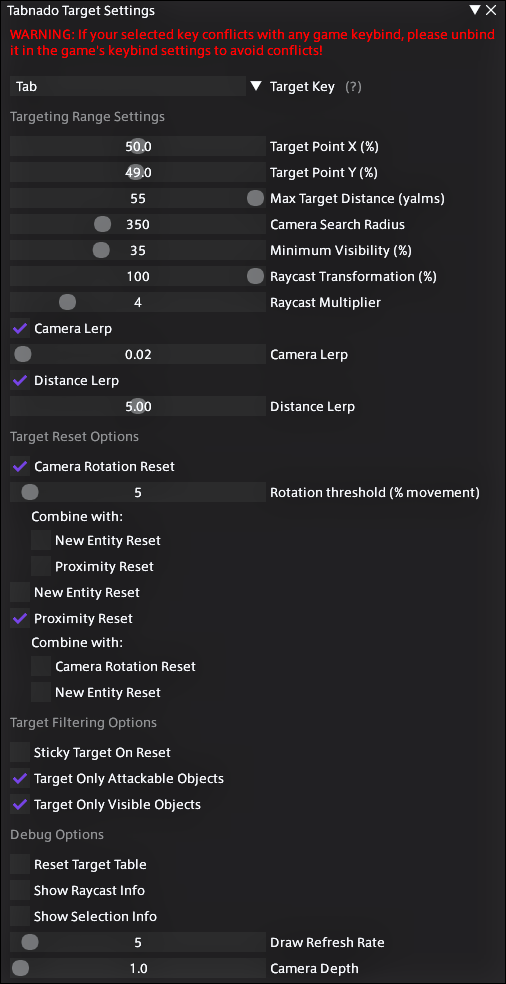 Tabnado Target Settings
WARNING: If your selected key conflicts with any game keybind, please unbind
it in the game's keybind settings to avoid conflicts!
Tab Target Key (?)
Targeting Range Settings
50.0 Target Point X (%)
49.0 Target Point Y (%)
55 Max Target Distance (yalms)
350 Camera Search Radius
35 Minimum Visibility (%)
100 Raycast Transformation (%)
4 Raycast Multiplier
Camera Lerp
0.02 Camera Lerp
Distance Lerp
5.00 Distance Lerp
Target Reset Options
Camera Rotation Reset
5 Rotation threshold (% movement)
Combine with:
New Entity Reset
Proximity Reset
New Entity Reset
Proximity Reset
Combine with:
Camera Rotation Reset
New Entity Reset
Target Filtering Options
Sticky Target On Reset
Target Only Attackable Objects
Target Only Visible Objects
Debug Options
Reset Target Table
Show Raycast Info
Show Selection Info
5 Draw Refresh Rate
1.0 Camera Depth